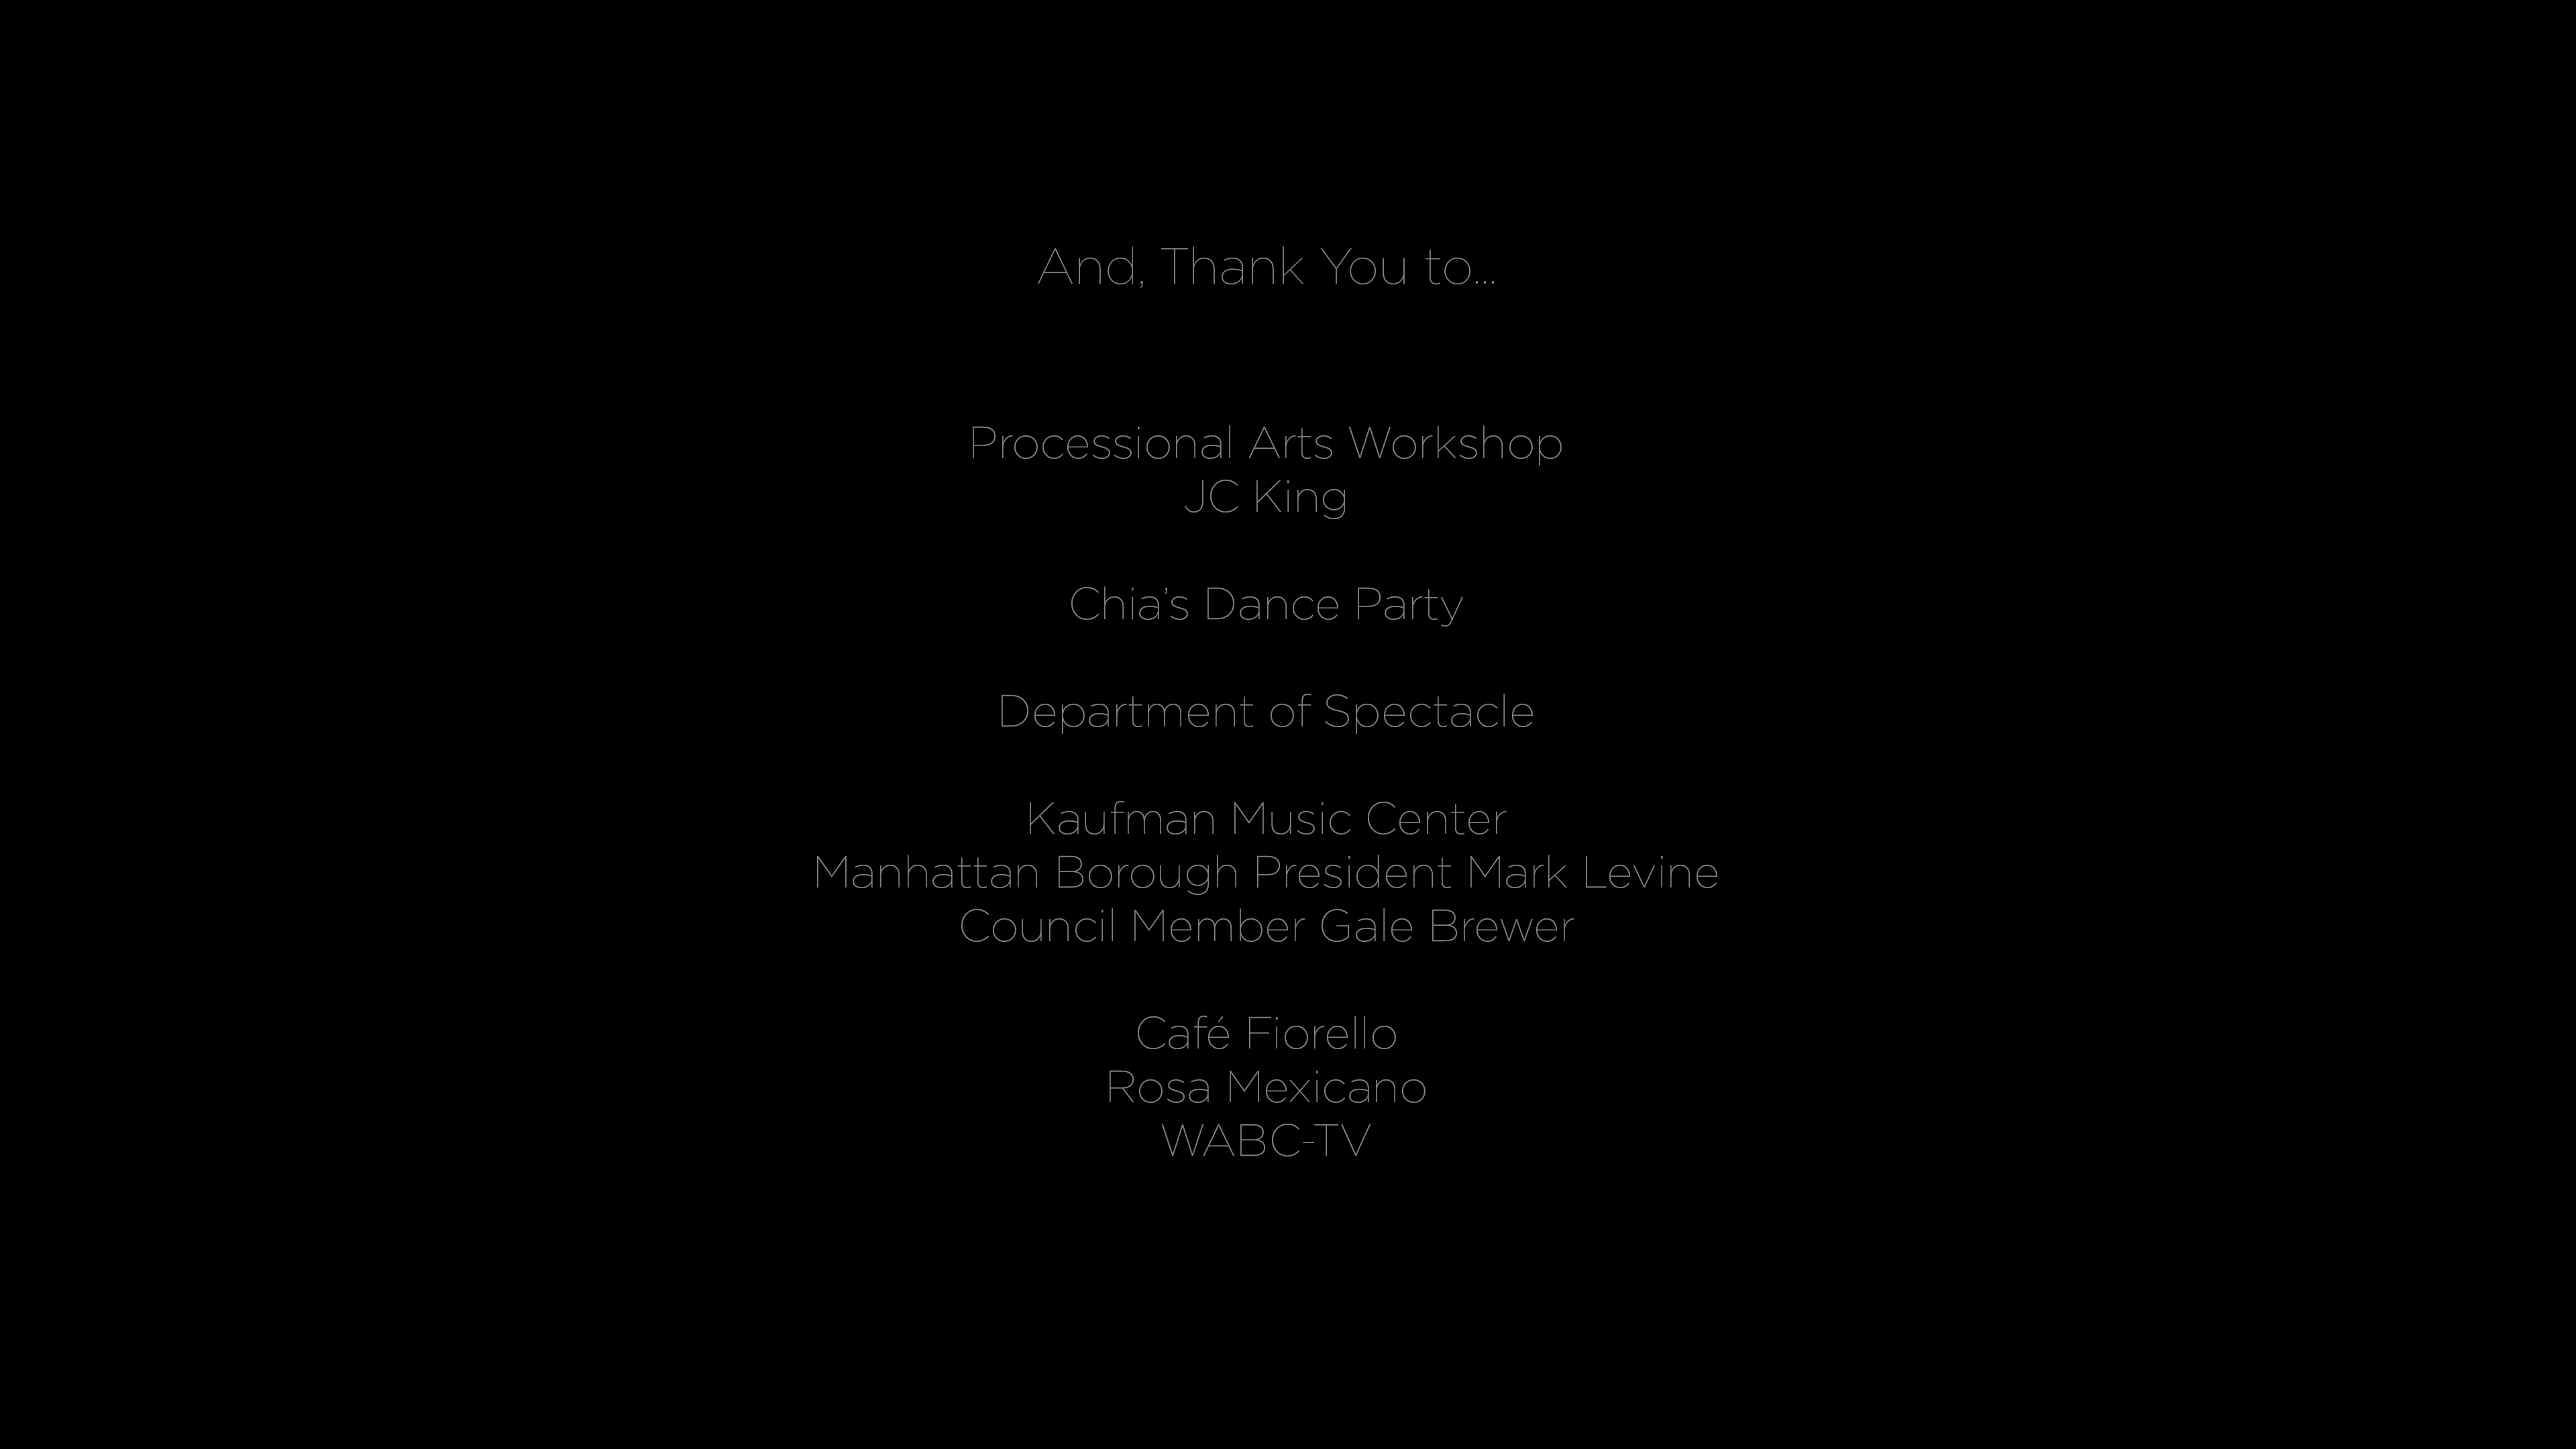 And, Thank You to...
Processional Arts Workshop
JC King
Chia’s Dance Party
Department of Spectacle
Kaufman Music Center
Manhattan Borough President Mark Levine
Council Member Gale Brewer
Café Fiorello
Rosa Mexicano
WABC-TV